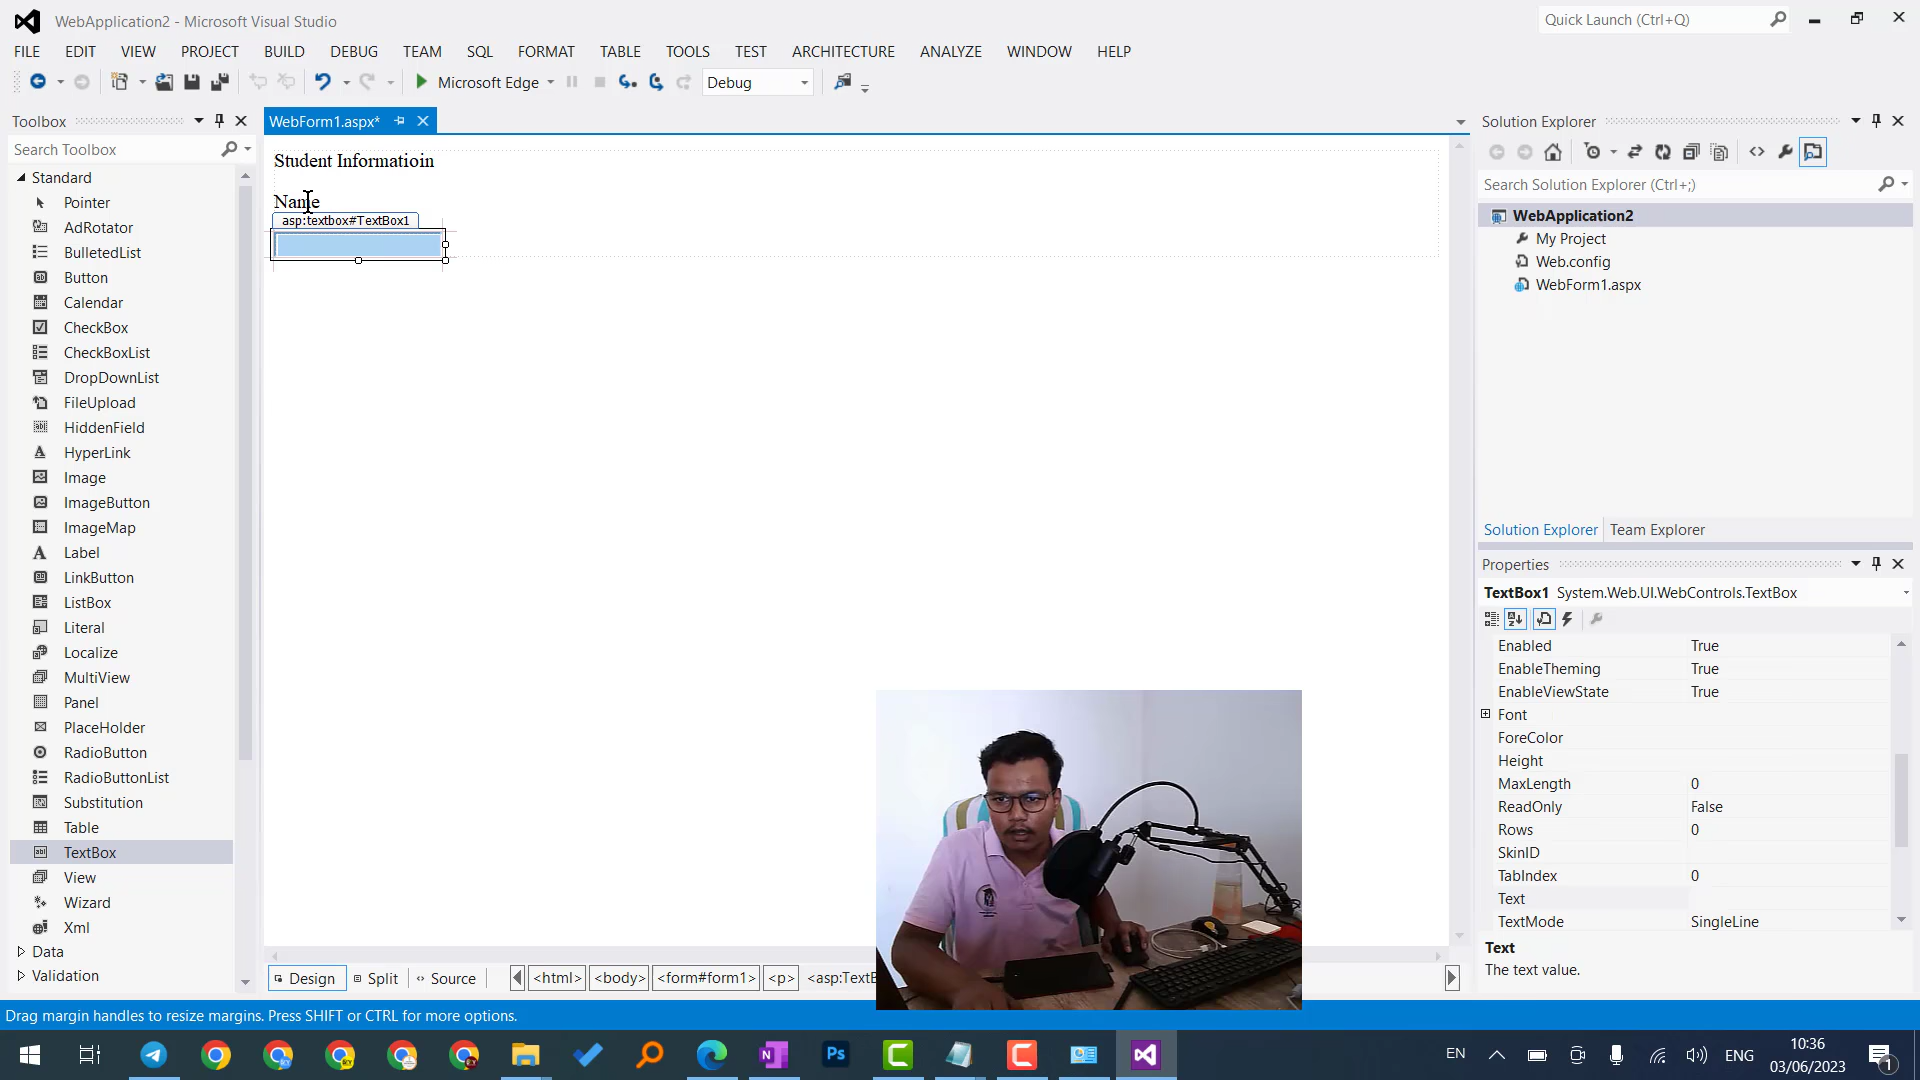 WebApplication2 - Microsoft Visual Studio
Quick Launch (Ctrl+Q)
FILE EDIT VIEW PROJECT BUILD DEBUG TEAM SQL FORMAT TABLE TOOLS TEST ARCHITECTURE ANALYZE WINDOW HELP
Microsoft Edge
Debug
Toolbox
Search Toolbox
Standard
Pointer
AdRotator
BulletedList
Button
Calendar
CheckBox
CheckBoxList
DropDownList
FileUpload
HiddenField
HyperLink
Image
ImageButton
ImageMap
Label
LinkButton
ListBox
Literal
Localize
MultiView
Panel
PlaceHolder
RadioButton
RadioButtonList
Substitution
Table
TextBox
View
Wizard
Xml
Data
Validation
WebForm1.aspx*
Student Informatioin
Name
asp:textbox#TextBox1
Design Split Source <html> <body> <form#form1> <p> <asp:TextB
Solution Explorer
Search Solution Explorer (Ctrl+;)
WebApplication2
My Project
Web.config
WebForm1.aspx
Solution Explorer Team Explorer
Properties
TextBox1 System.Web.UI.WebControls.TextBox
Enabled True
EnableTheming True
EnableViewState True
Font
ForeColor
Height
MaxLength 0
ReadOnly False
Rows 0
SkinID
TabIndex 0
Text
TextMode SingleLine
Text
The text value.
Drag margin handles to resize margins. Press SHIFT or CTRL for more options.
EN
ENG
10:36
03/06/2023
1